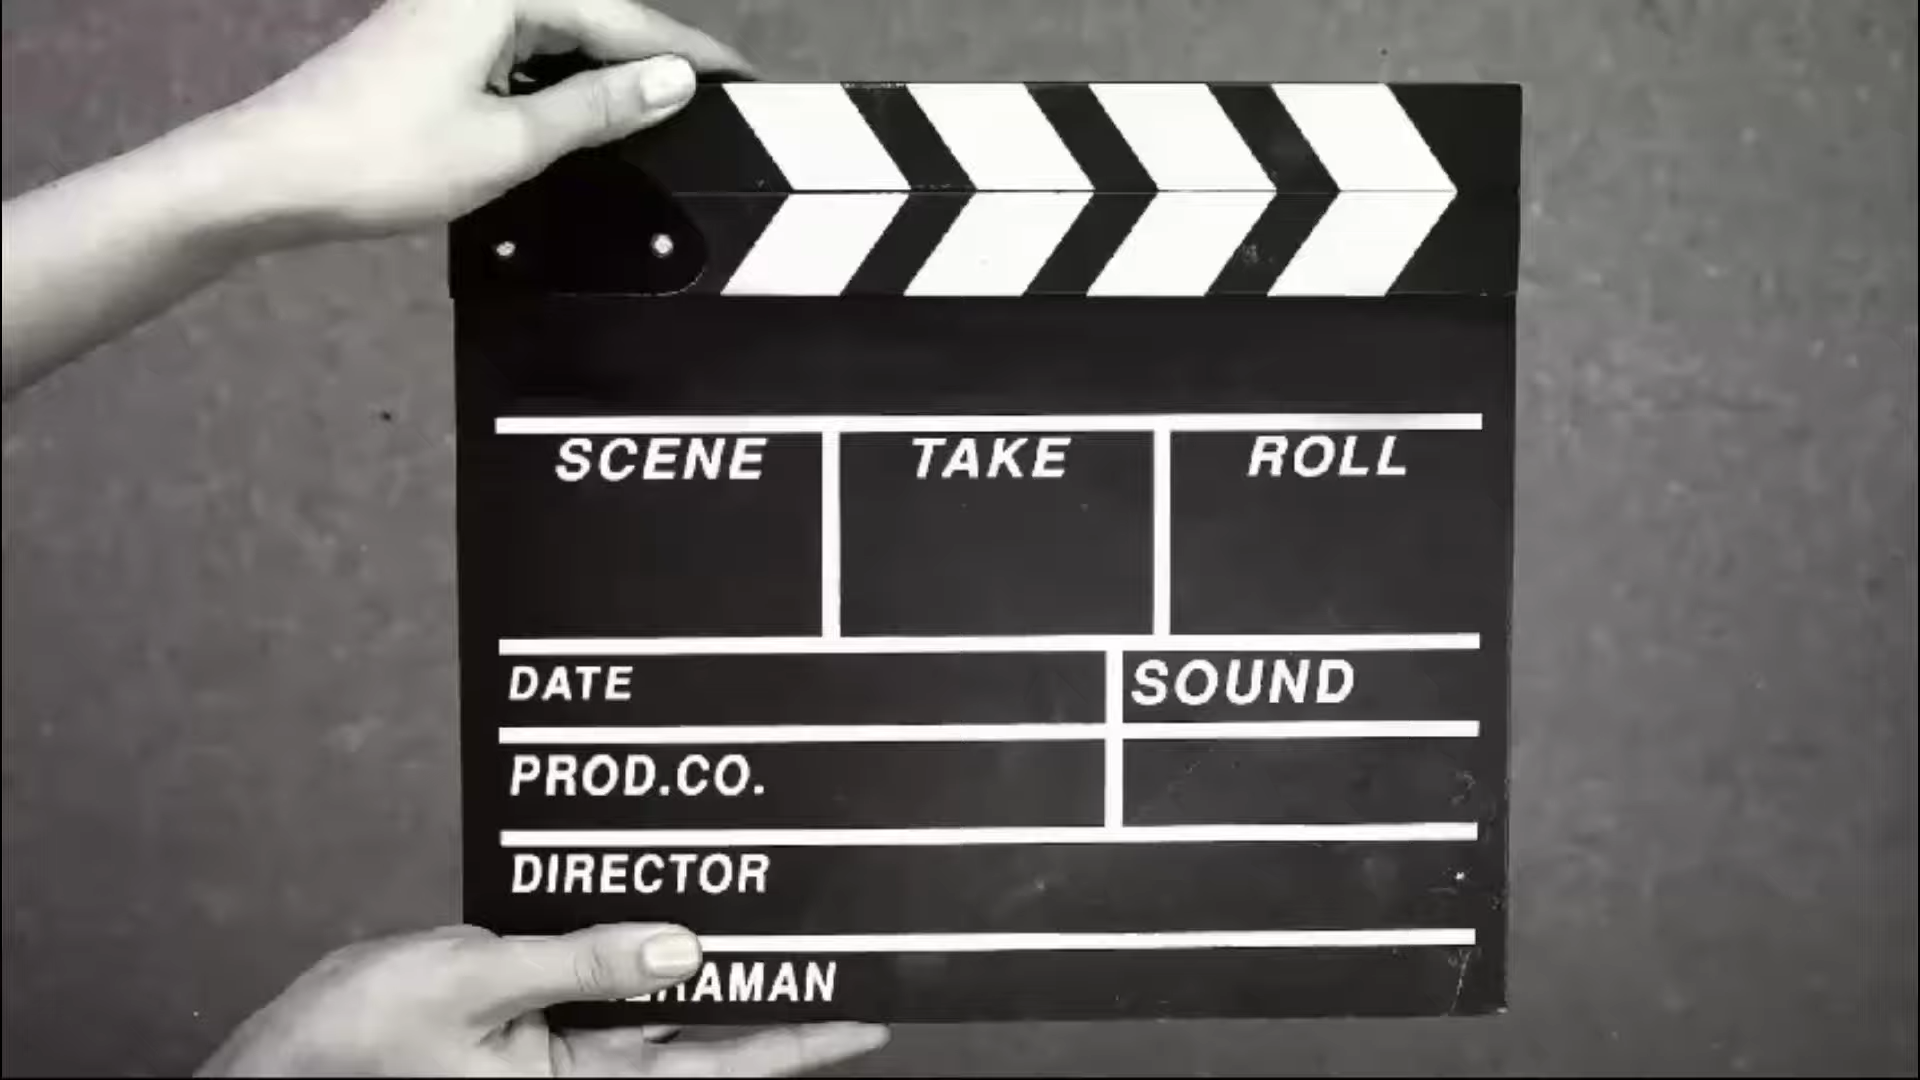 SCENE TAKE ROLL
DATE SOUND
PROD.CO.
DIRECTOR